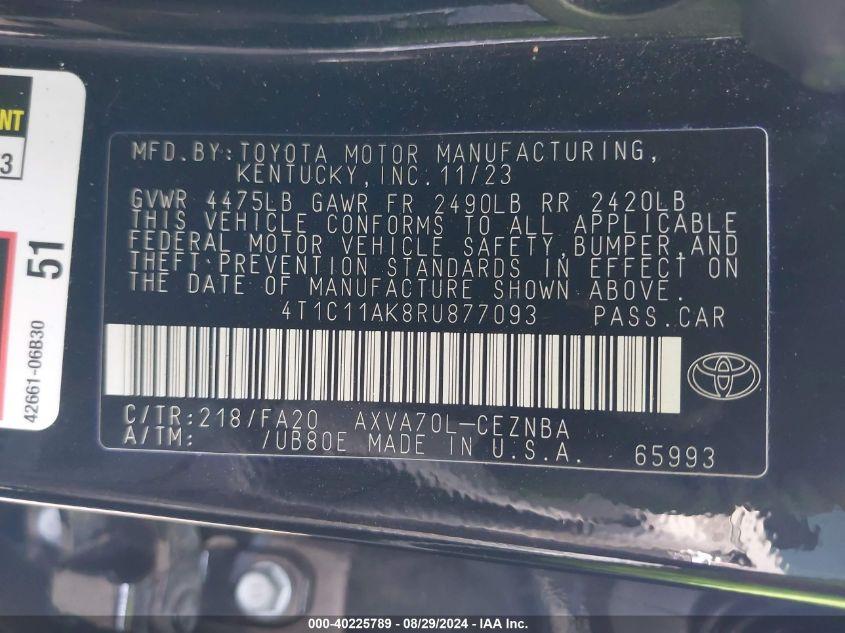 NT
3
51
42661-06B30
MFD.BY:TOYOTA MOTOR MANUFACTURING,
KENTUCKY,INC.11/23
GVWR 4475LB GAWR FR 2490LB RR 2420LB
THIS VEHICLE CONFORMS TO ALL APPLICABLE
FEDERAL MOTOR VEHICLE SAFETY,BUMPER,AND
THEFT PREVENTION STANDARDS IN EFFECT ON
THE DATE OF MANUFACTURE SHOWN ABOVE.
4T1C11AK8RU877093 PASS.CAR
C/TR:218/FA20 AXVA70L-CEZNBA
A/TM: /UB80E MADE IN U.S.A. 65993
000-40225789 - 08/29/2024 - IAA Inc.